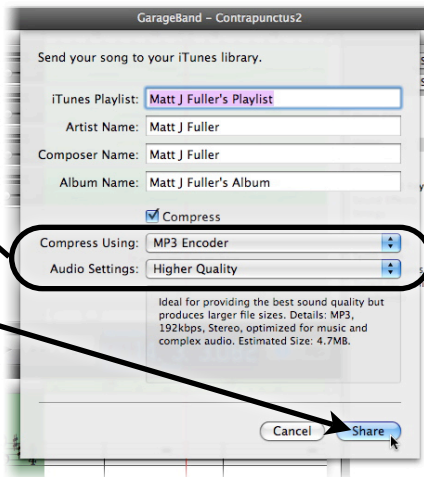 GarageBand – Contrapunctus2
Send your song to your iTunes library.
iTunes Playlist: Matt J Fuller's Playlist
Artist Name: Matt J Fuller
Composer Name: Matt J Fuller
Album Name: Matt J Fuller's Album
Compress
Compress Using: MP3 Encoder
Audio Settings: Higher Quality
Ideal for providing the best sound quality but
produces larger file sizes. Details: MP3,
192kbps, Stereo, optimized for music and
complex audio. Estimated Size: 4.7MB.
Cancel Share